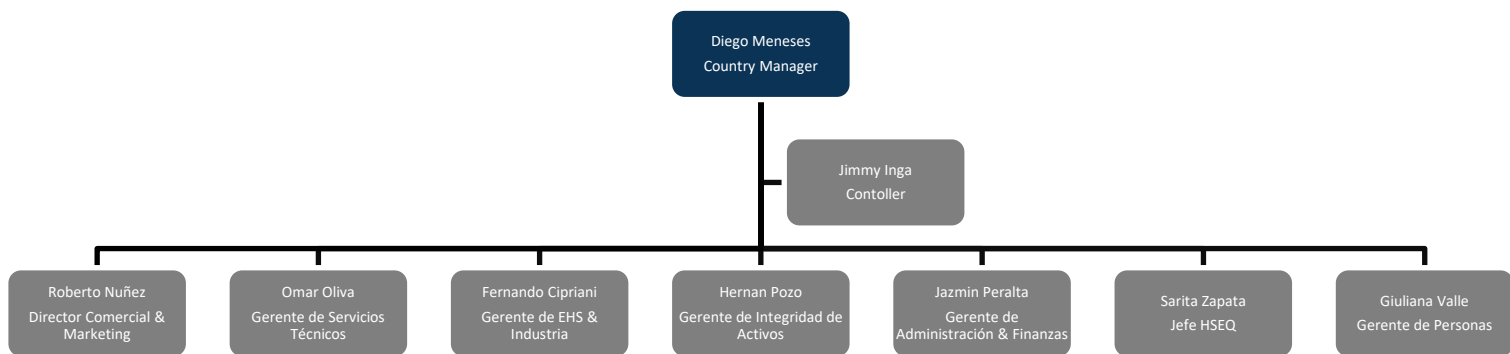 Diego Meneses
Country Manager
Jimmy Inga
Contoller
Roberto Nuñez
Director Comercial &
Marketing
Omar Oliva
Gerente de Servicios
Técnicos
Fernando Cipriani
Gerente de EHS &
Industria
Hernan Pozo
Gerente de Integridad de
Activos
Jazmin Peralta
Gerente de
Administración & Finanzas
Sarita Zapata
Jefe HSEQ
Giuliana Valle
Gerente de Personas